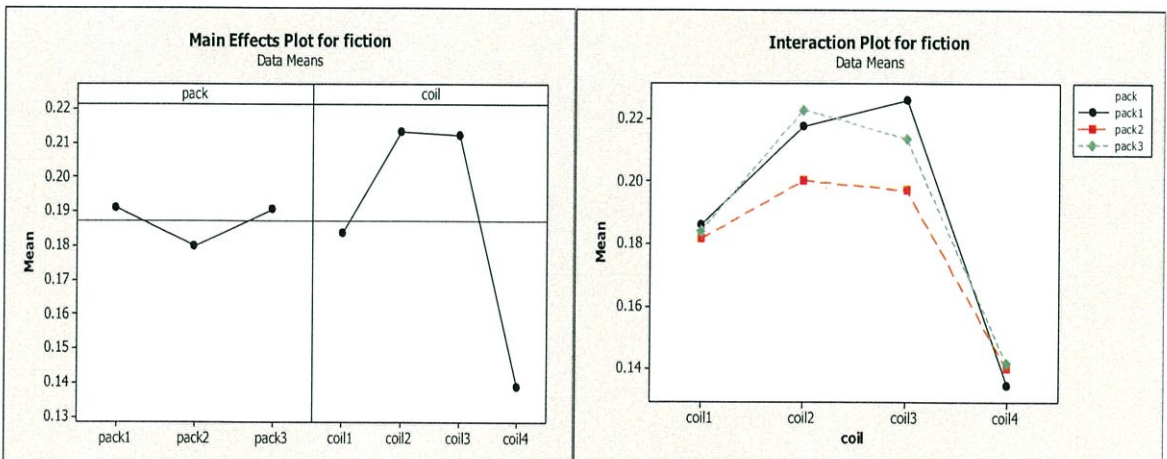 Main Effects Plot for fiction
Data Means
pack coil
0.22
0.21
0.20
0.19
0.18
0.17
0.16
0.15
0.14
0.13
Mean
pack1 pack2 pack3 coil1 coil2 coil3 coil4
Interaction Plot for fiction
Data Means
0.22
0.20
0.18
0.16
0.14
Mean
coil1 coil2 coil3 coil4
coil
pack
pack1
pack2
pack3